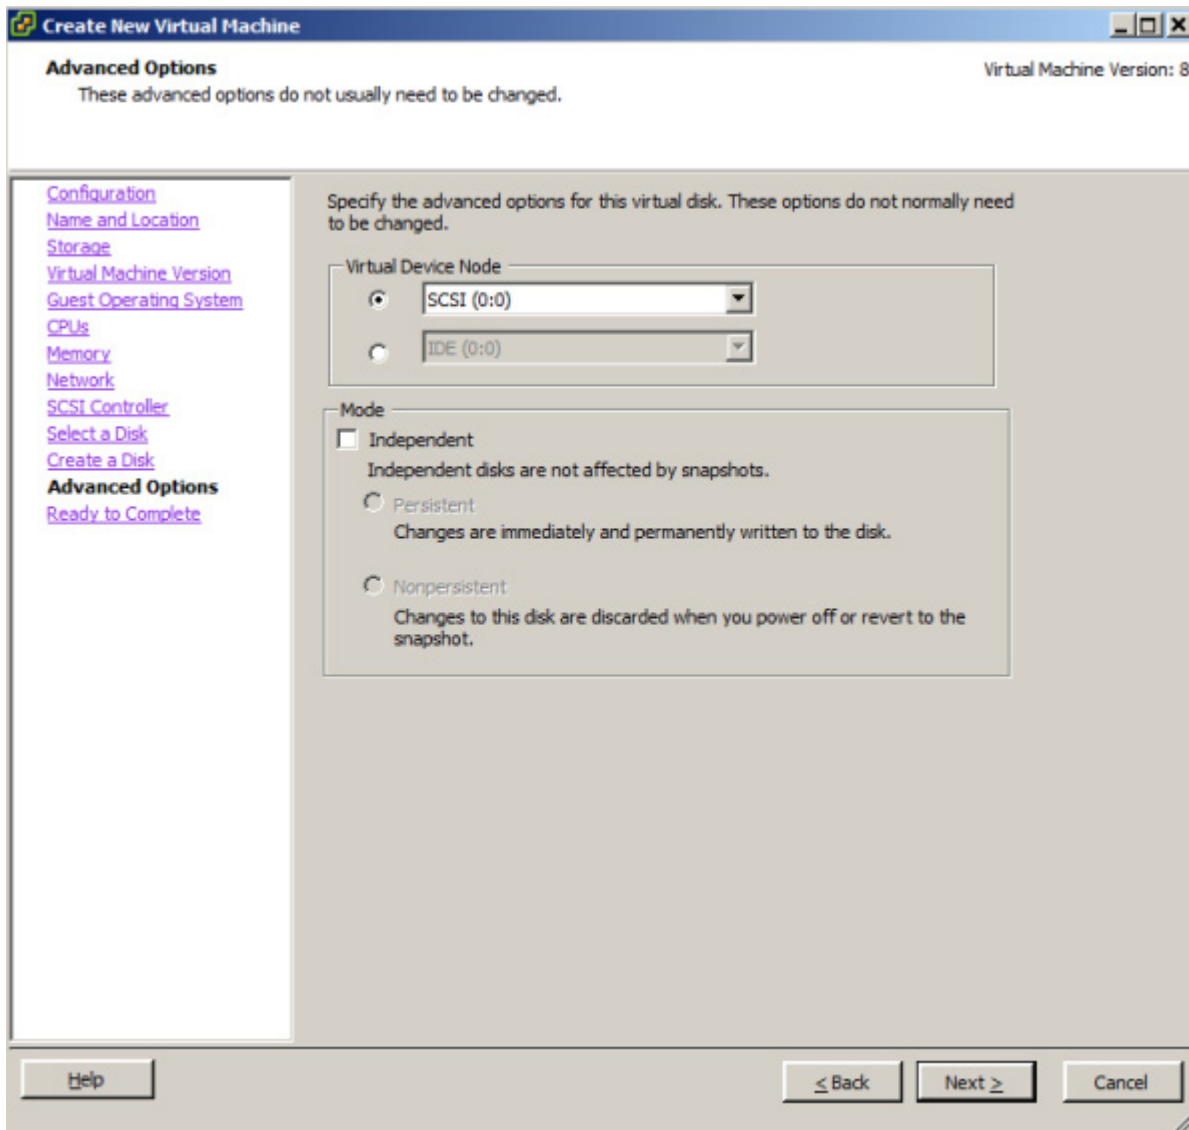 Create New Virtual Machine
Advanced Options
Virtual Machine Version: 8
These advanced options do not usually need to be changed.
Configuration
Name and Location
Storage
Virtual Machine Version
Guest Operating System
CPUs
Memory
Network
SCSI Controller
Select a Disk
Create a Disk
Advanced Options
Ready to Complete
Specify the advanced options for this virtual disk. These options do not normally need
to be changed.
Virtual Device Node
SCSI (0:0)
IDE (0:0)
Mode
Independent
Independent disks are not affected by snapshots.
Persistent
Changes are immediately and permanently written to the disk.
Nonpersistent
Changes to this disk are discarded when you power off or revert to the
snapshot.
Help
< Back
Next >
Cancel